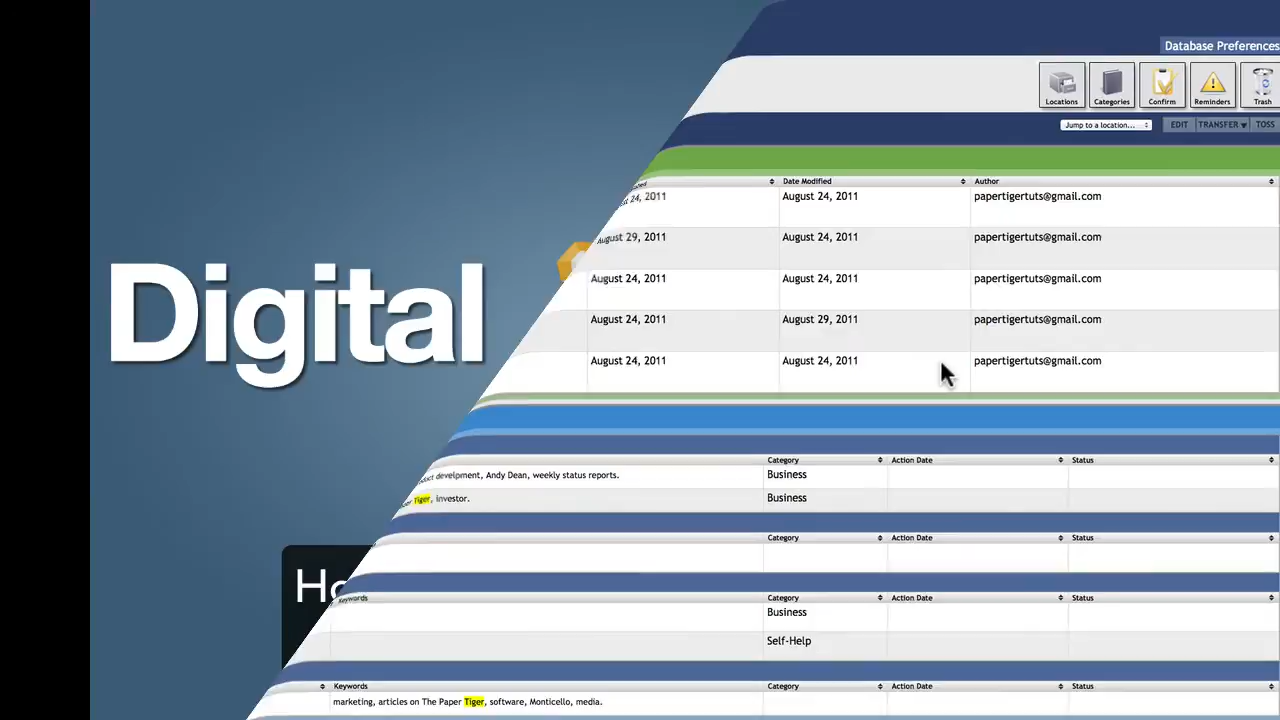 Database Preferences
Locations Categories Confirm Reminders Trash
Jump to a location... EDIT TRANSFER TOSS
Date Modified Author
24, 2011 August 24, 2011 papertigertuts@gmail.com
August 29, 2011 August 24, 2011 papertigertuts@gmail.com
August 24, 2011 August 24, 2011 papertigertuts@gmail.com
August 24, 2011 August 29, 2011 papertigertuts@gmail.com
August 24, 2011 August 24, 2011 papertigertuts@gmail.com
Digital
Category Action Date Status
develpment, Andy Dean, weekly status reports. Business
Tiger, investor. Business
Category Action Date Status
Ho
Keywords Category Action Date Status
Business
Self-Help
Keywords Category Action Date Status
marketing, articles on The Paper Tiger, software, Monticello, media.